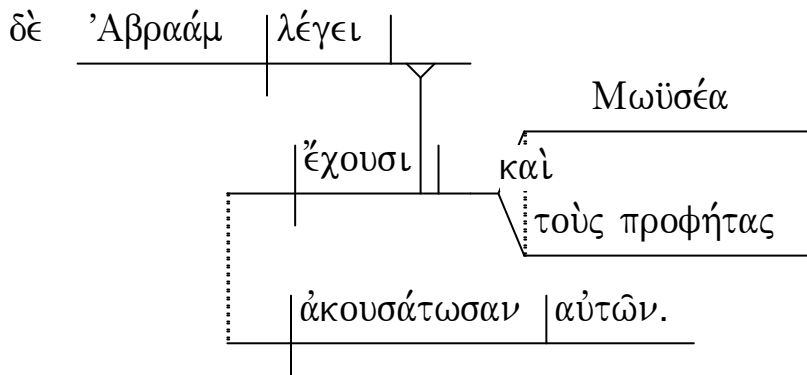 δὲ Ἀβραάμ λέγει
Μωϋσέα
ἔχουσι καὶ
τοὺς προφήτας
ἀκουσάτωσαν αὐτῶν.